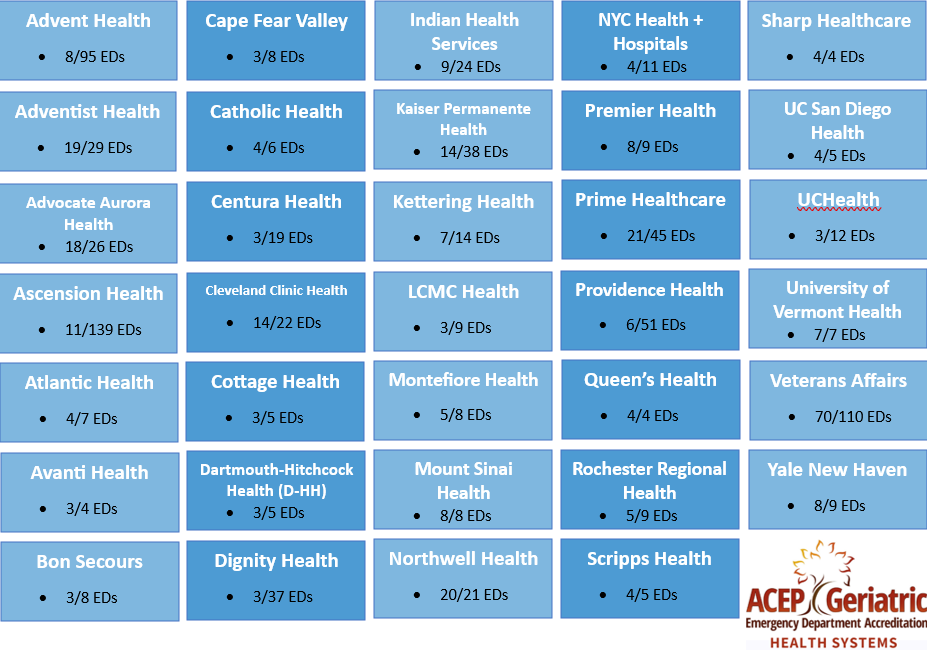 Advent Health
• 8/95 EDs
Adventist Health
• 19/29 EDs
Advocate Aurora
Health
• 18/26 EDs
Ascension Health
• 11/139 EDs
Atlantic Health
• 4/7 EDs
Avanti Health
• 3/4 EDs
Bon Secours
• 3/8 EDs
Cape Fear Valley
• 3/8 EDs
Catholic Health
• 4/6 EDs
Centura Health
• 3/19 EDs
Cleveland Clinic Health
• 14/22 EDs
Cottage Health
• 3/5 EDs
Dartmouth-Hitchcock
Health (D-HH)
• 3/5 EDs
Dignity Health
• 3/37 EDs
Indian Health
Services
• 9/24 EDs
Kaiser Permanente
Health
• 14/38 EDs
Kettering Health
• 7/14 EDs
LCMC Health
• 3/9 EDs
Montefiore Health
• 5/8 EDs
Mount Sinai
Health
• 8/8 EDs
Northwell Health
• 20/21 EDs
NYC Health +
Hospitals
• 4/11 EDs
Premier Health
• 8/9 EDs
Prime Healthcare
• 21/45 EDs
Providence Health
• 6/51 EDs
Queen’s Health
• 4/4 EDs
Rochester Regional
Health
• 5/9 EDs
Scripps Health
• 4/5 EDs
Sharp Healthcare
• 4/4 EDs
UC San Diego
Health
• 4/5 EDs
UCHealth
• 3/12 EDs
University of
Vermont Health
• 7/7 EDs
Veterans Affairs
• 70/110 EDs
Yale New Haven
• 8/9 EDs
ACEP Geriatric
Emergency Department Accreditation
HEALTH SYSTEMS